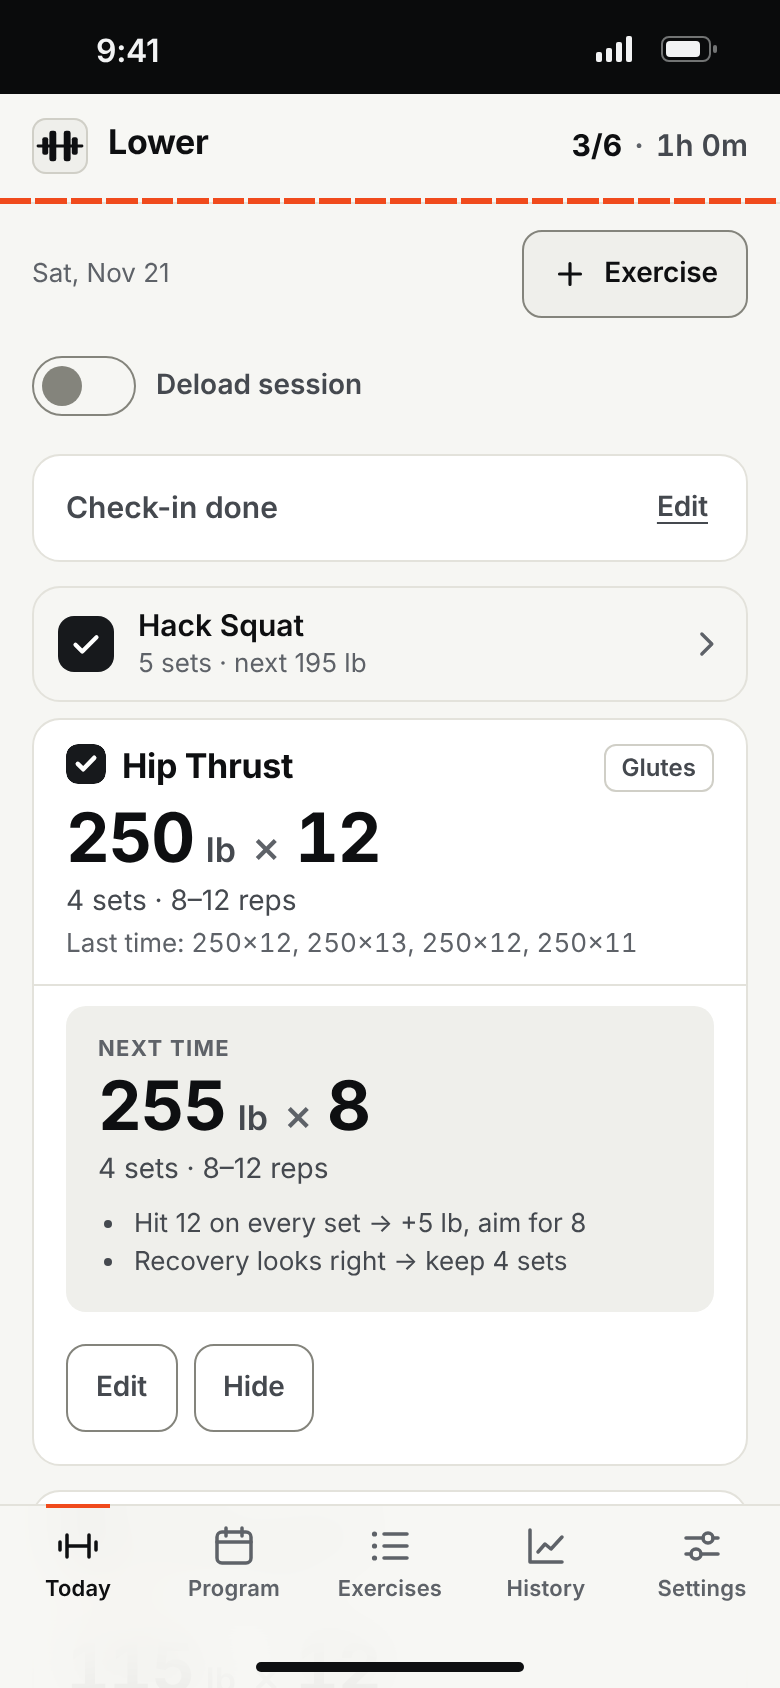 9:41
Lower
3/6 · 1h 0m
Sat, Nov 21
+ Exercise
Deload session
Check-in done
Edit
Hack Squat
5 sets · next 195 lb
Hip Thrust
Glutes
250 lb × 12
4 sets · 8–12 reps
Last time: 250×12, 250×13, 250×12, 250×11
NEXT TIME
255 lb × 8
4 sets · 8–12 reps
• Hit 12 on every set → +5 lb, aim for 8
• Recovery looks right → keep 4 sets
Edit
Hide
Today
Program
Exercises
History
Settings
115 lb × 12